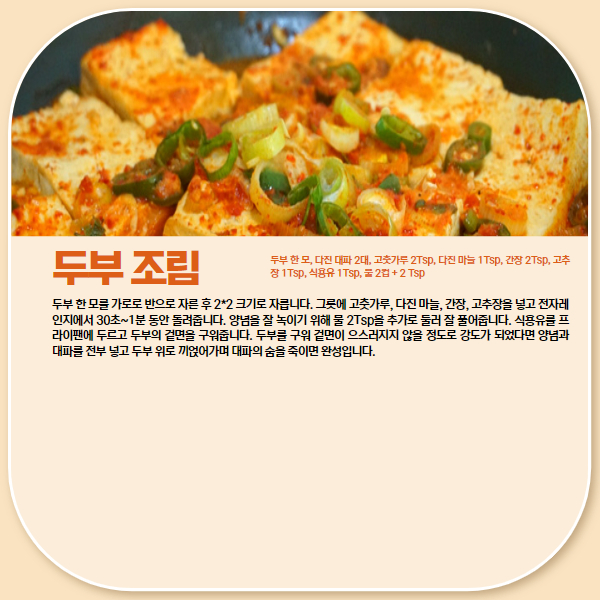 두부 조림
두부 한 모, 다진 대파 2대, 고춧가루 2Tsp, 다진 마늘 1Tsp, 간장 2Tsp, 고추
장 1Tsp, 식용유 1Tsp, 물 2컵 + 2 Tsp
두부 한 모를 가로로 반으로 자른 후 2*2 크기로 자릅니다. 그릇에 고춧가루, 다진 마늘, 간장, 고추장을 넣고 전자레
인지에서 30초~1분 동안 돌려줍니다. 양념을 잘 녹이기 위해 물 2Tsp을 추가로 둘러 잘 풀어줍니다. 식용유를 프
라이팬에 두르고 두부의 겉면을 구워줍니다. 두부를 구워 겉면이 으스러지지 않을 정도로 강도가 되었다면 양념과
대파를 전부 넣고 두부 위로 끼얹어가며 대파의 숨을 죽이면 완성입니다.